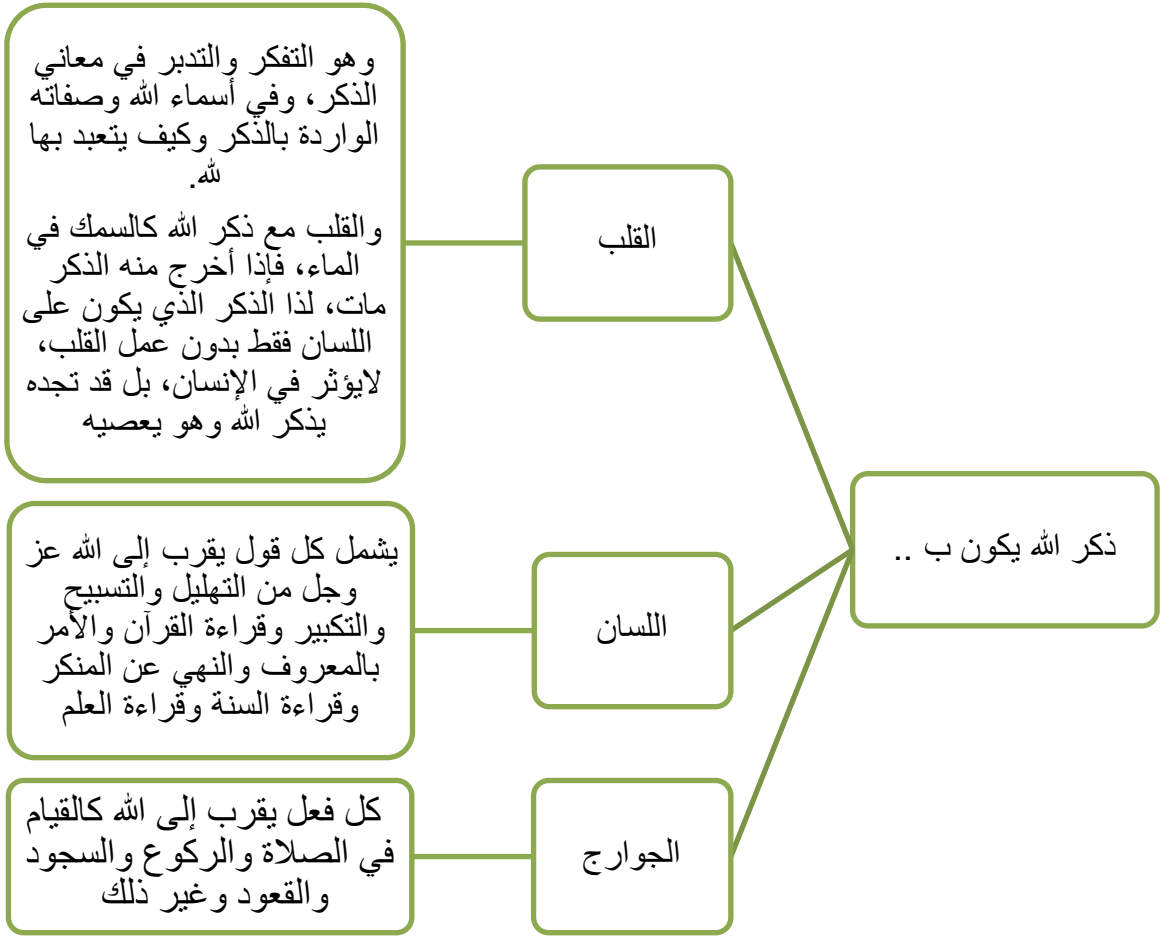 ذكر الله يكون ب ..
القلب
وهو التفكر والتدبر في معاني
الذكر، وفي أسماء الله وصفاته
الواردة بالذكر وكيف يتعبد بها
لله.
والقلب مع ذكر الله كالسمك في
الماء، فإذا أخرج منه الذكر
مات، لذا الذكر الذي يكون على
اللسان فقط بدون عمل القلب،
لايؤثر في الإنسان، بل قد تجده
يذكر الله وهو يعصيه
اللسان
يشمل كل قول يقرب إلى الله عز
وجل من التهليل والتسبيح
والتكبير وقراءة القرآن والأمر
بالمعروف والنهي عن المنكر
وقراءة السنة وقراءة العلم
الجوارج
كل فعل يقرب إلى الله كالقيام
في الصلاة والركوع والسجود
والقعود وغير ذلك